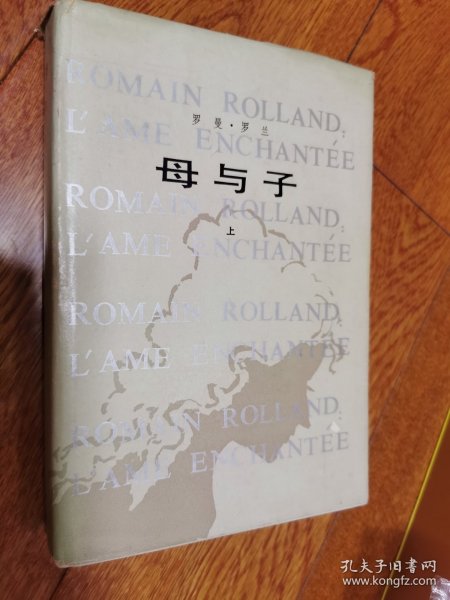 ROMAIN ROLLAND:
罗曼·罗兰
L'AME ENCHANTÉE
母与子
ROMAIN ROLLAND:
上
L'AME ENCHANTÉE
ROMAIN ROLLAND:
L'AME ENCHANTÉE
ROMAIN ROLLAND:
L'AME ENCHANTÉE
孔夫子旧书网
www.kongfz.com